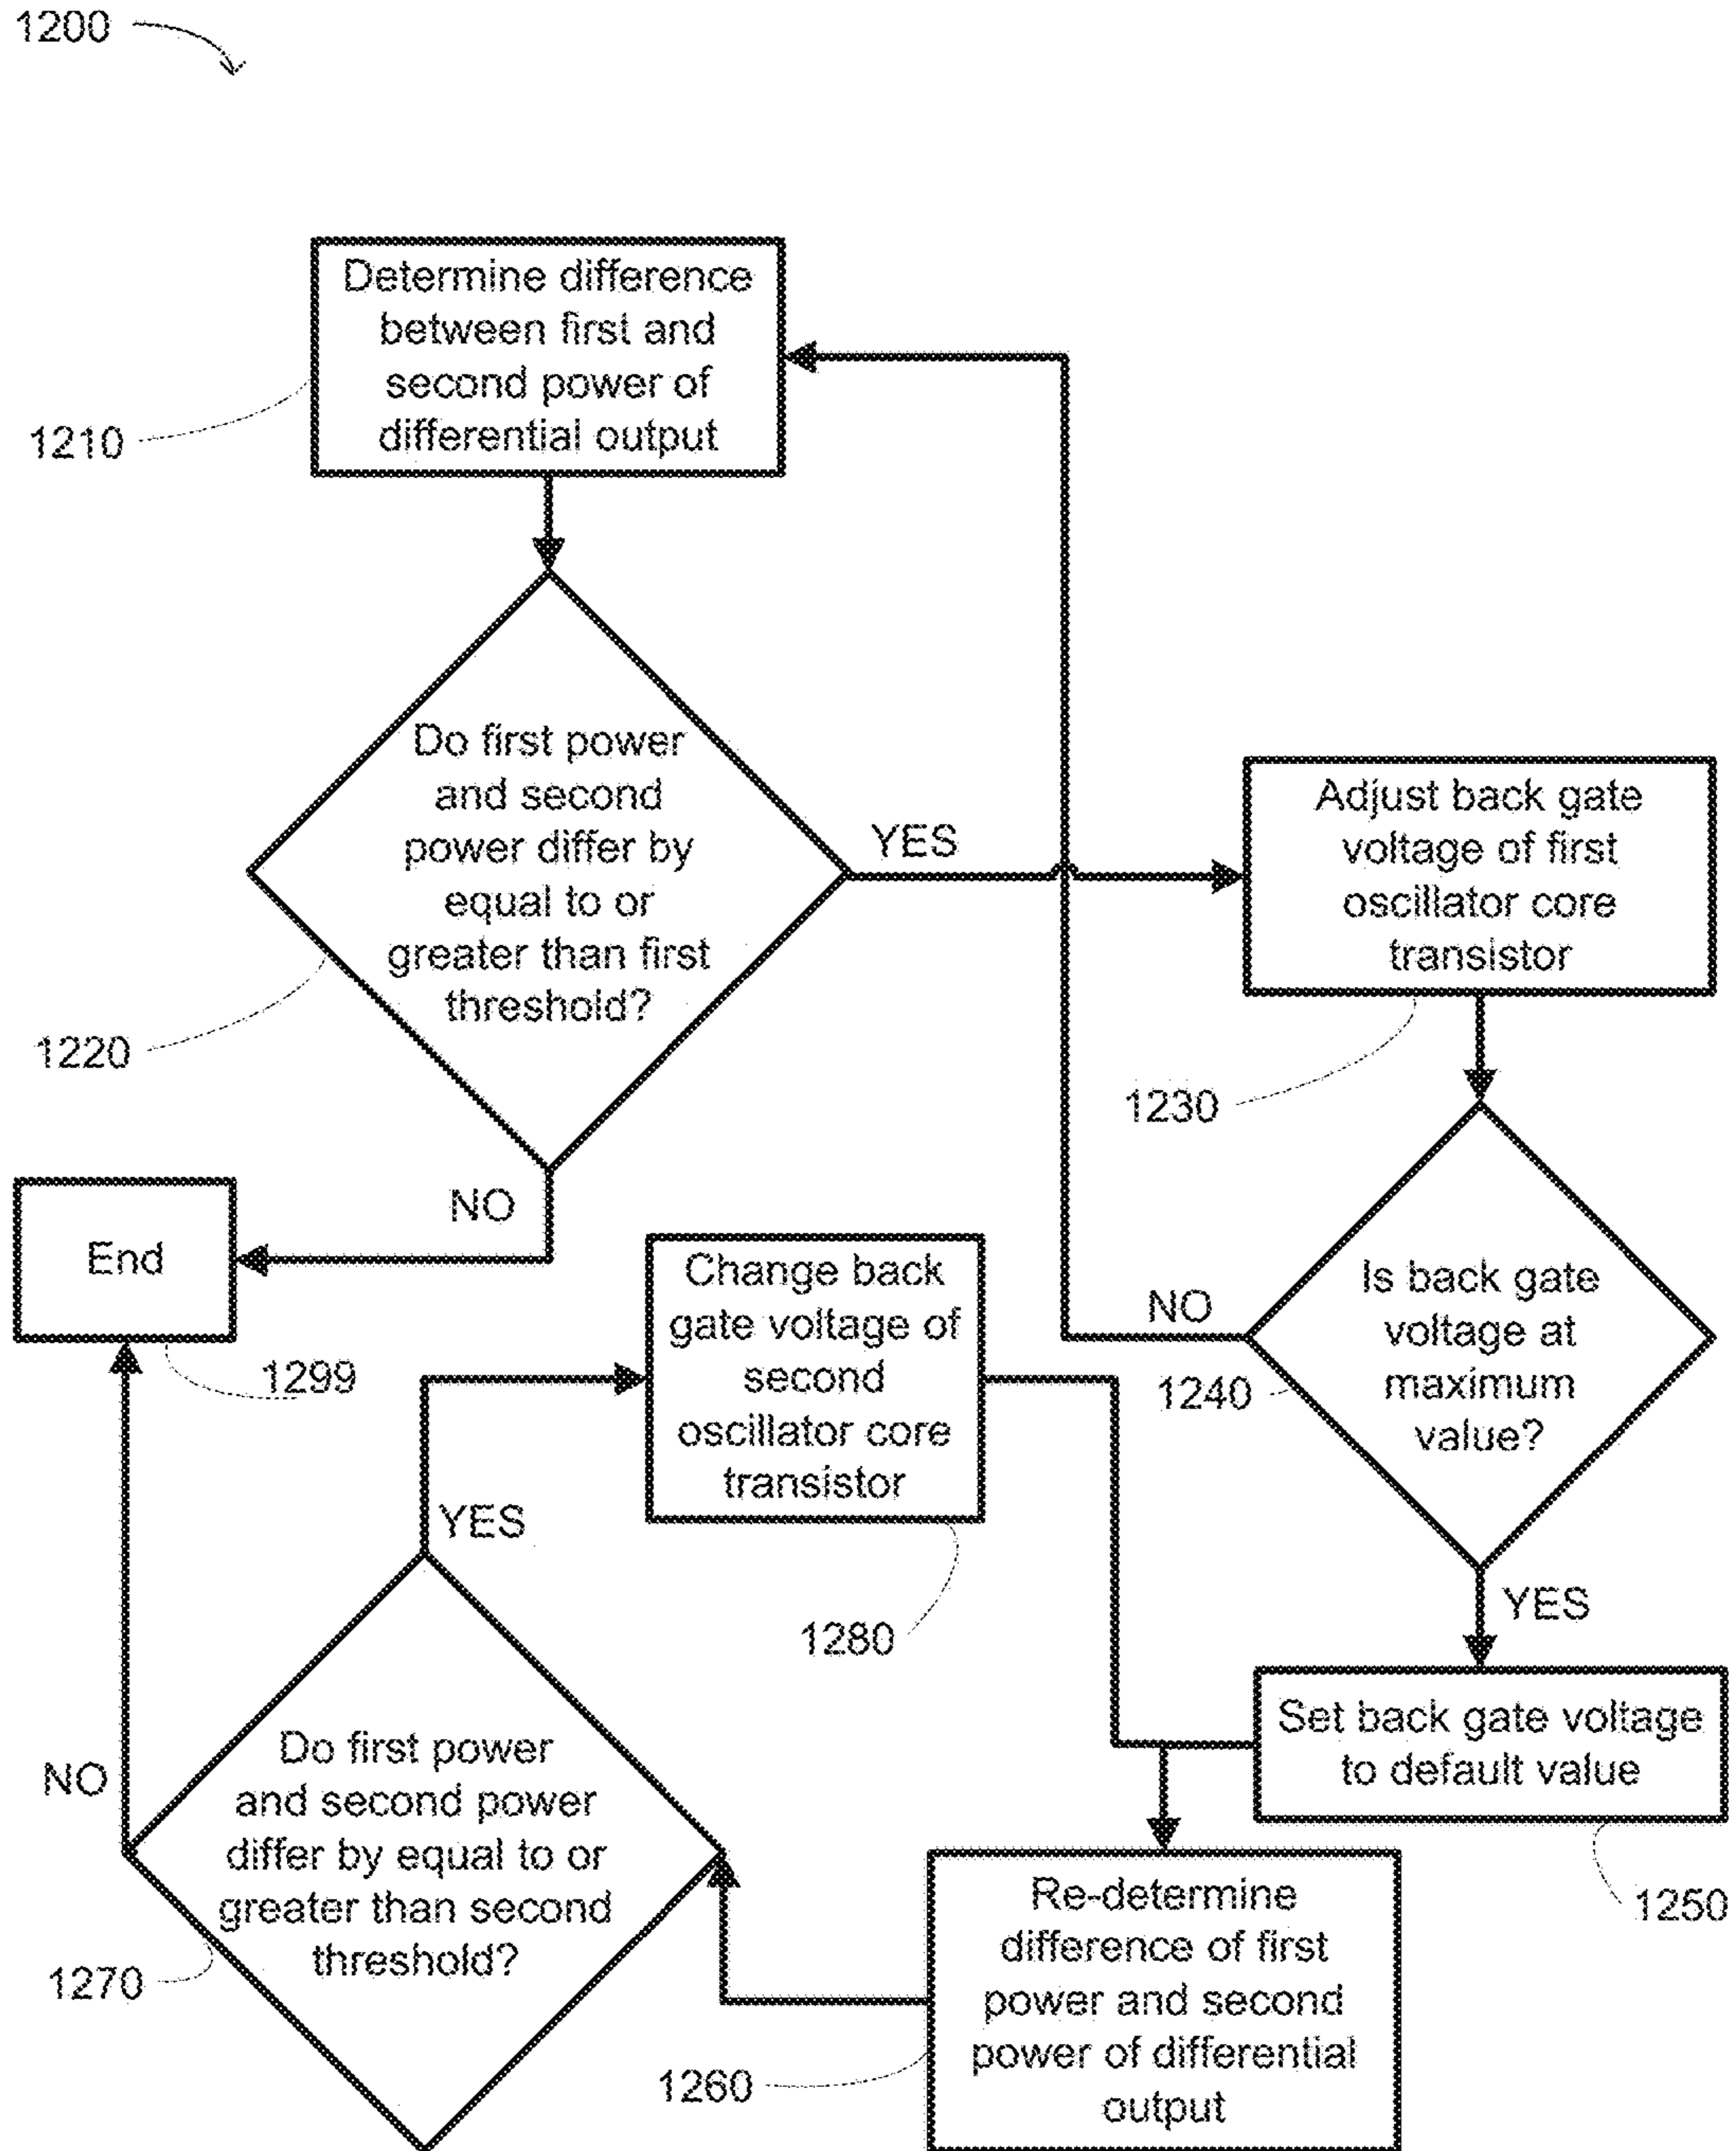 1200
Determine difference
between first and
second power of
differential output
1210
Do first power
and second
power differ by
equal to or
greater than first
threshold?
1220
YES
NO
Adjust back gate
voltage of first
oscillator core
transistor
1230
Is back gate
voltage at
maximum
value?
1240
NO
YES
End
1299
Change back
gate voltage of
second
oscillator core
transistor
1280
Set back gate voltage
to default value
1250
Re-determine
difference of first
power and second
power of differential
output
1260
Do first power
and second power
differ by equal to or
greater than second
threshold?
1270
YES
NO